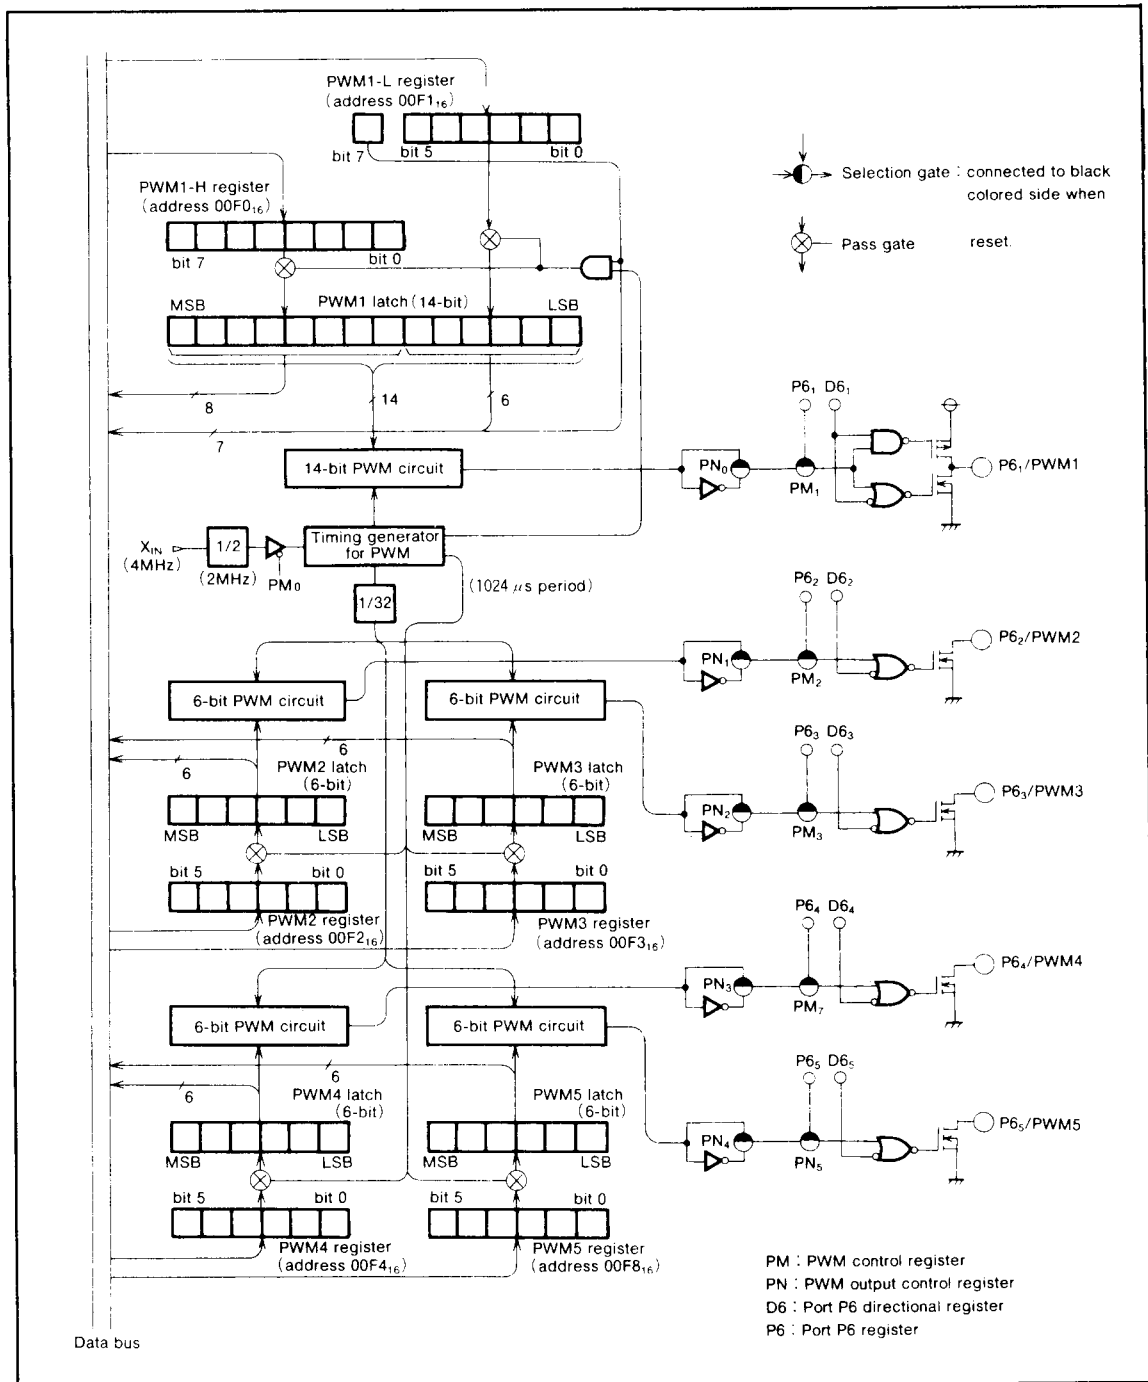 PWM1-L register
(address 00F1₁₆)
bit 7 bit 5 bit 0
PWM1-H register
(address 00F0₁₆)
bit 7 bit 0
Selection gate : connected to black
colored side when
Pass gate reset.
MSB PWM1 latch (14-bit) LSB
8 14 6
7
14-bit PWM circuit
P6₁ D6₁
PN₀
PM₁
P6₁/PWM1
X_IN
(4MHz)
1/2
(2MHz)
PM₀
Timing generator
for PWM
(1024 μs period)
1/32
P6₂ D6₂
PN₁
PM₂
P6₂/PWM2
6-bit PWM circuit 6-bit PWM circuit
6
6
P6₃ D6₃
PN₂
PM₃
P6₃/PWM3
PWM2 latch
(6-bit)
MSB LSB
PWM3 latch
(6-bit)
MSB LSB
bit 5 bit 0
PWM2 register
(address 00F2₁₆)
bit 5 bit 0
PWM3 register
(address 00F3₁₆)
P6₄ D6₄
PN₃
PM₇
P6₄/PWM4
6-bit PWM circuit 6-bit PWM circuit
6
6
P6₅ D6₅
PN₄
PN₅
P6₅/PWM5
PWM4 latch
(6-bit)
MSB LSB
PWM5 latch
(6-bit)
MSB LSB
bit 5 bit 0
PWM4 register
(address 00F4₁₆)
bit 5 bit 0
PWM5 register
(address 00F8₁₆)
PM : PWM control register
PN : PWM output control register
D6 : Port P6 directional register
P6 : Port P6 register
Data bus